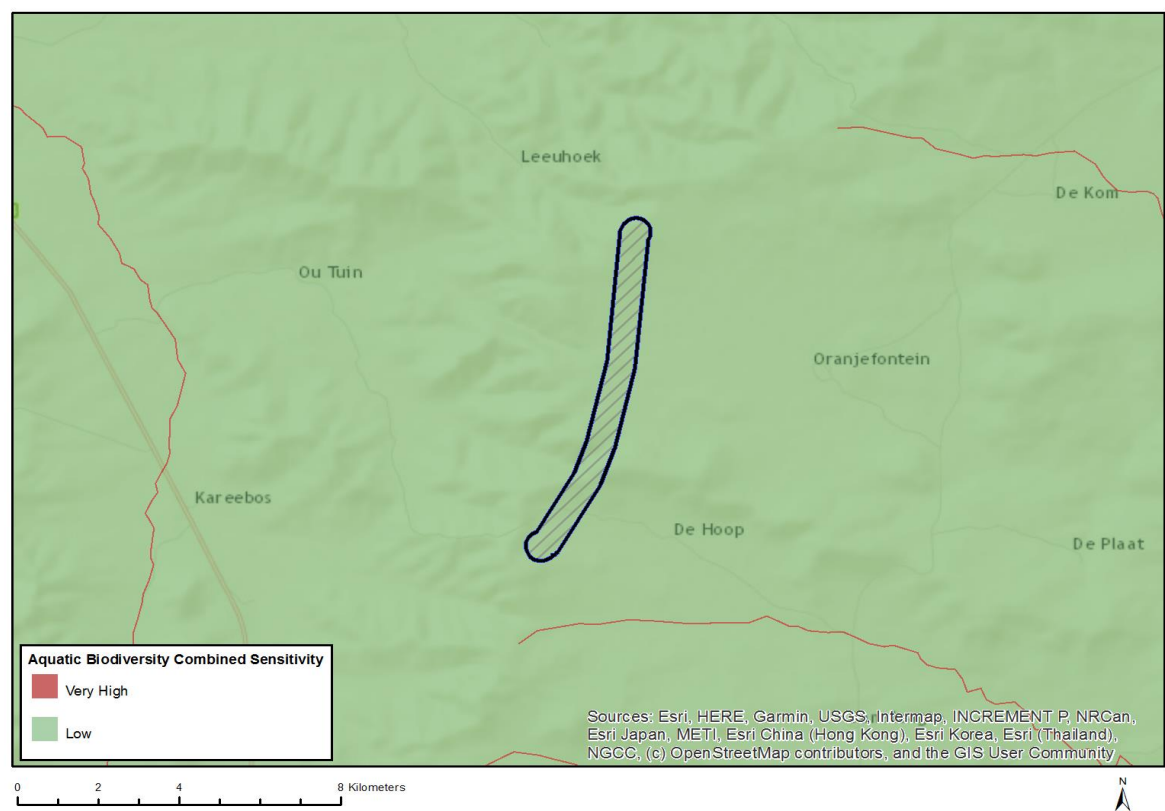 Leeuhoek
De Kom
Ou Tuin
Oranjefontein
Kareebos
De Hoop
De Plaat
Aquatic Biodiversity Combined Sensitivity
Very High
Low
Sources: Esri, HERE, Garmin, USGS, Intermap, INCREMENT P, NRCan,
Esri Japan, METI, Esri China (Hong Kong), Esri Korea, Esri (Thailand),
NGCC, (c) OpenStreetMap contributors, and the GIS User Community
0 2 4 8 Kilometers
N